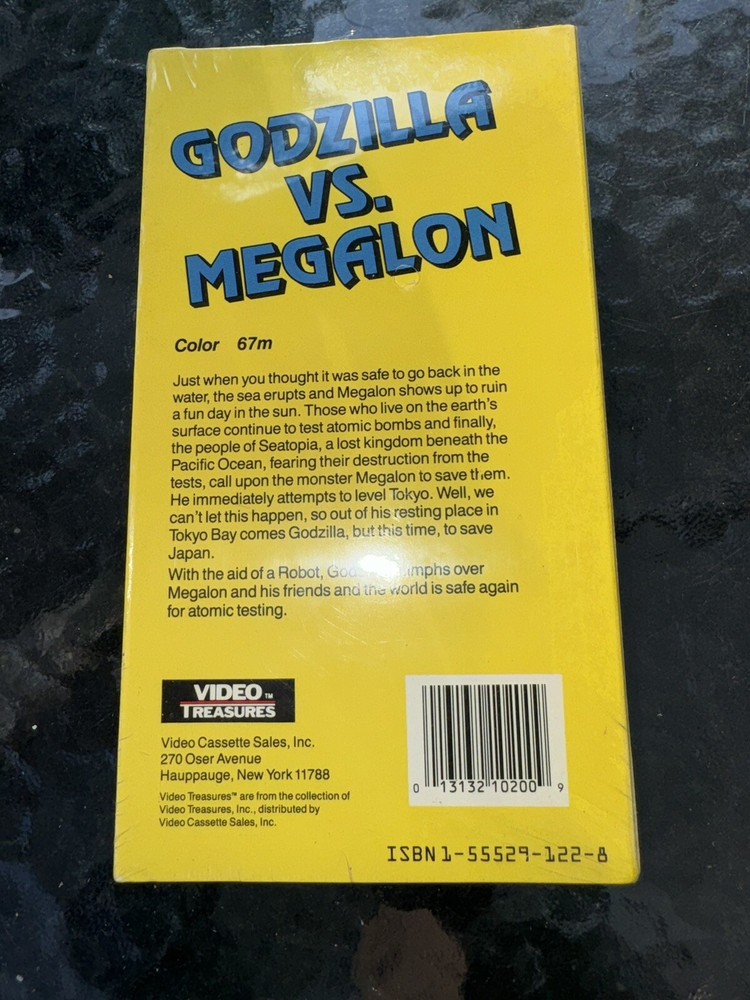 GODZILLA
VS.
MEGALON
Color 67m
Just when you thought it was safe to go back in the
water, the sea erupts and Megalon shows up to ruin
a fun day in the sun. Those who live on the earth's
surface continue to test atomic bombs and finally,
the people of Seatopia, a lost kingdom beneath the
Pacific Ocean, fearing their destruction from the
tests, call upon the monster Megalon to save them.
He immediately attempts to level Tokyo. Well, we
can't let this happen, so out of his resting place in
Tokyo Bay comes Godzilla, but this time, to save
Japan.
With the aid of a Robot, over
Megalon and his friends and the world is safe again
for atomic testing.
VIDEO TM
TREASURES
Video Cassette Sales, Inc.
270 Oser Avenue
Hauppauge, New York 11788
Video Treasures™ are from the collection of
Video Treasures, Inc., distributed by
Video Cassette Sales, Inc.
0 13132 10200 9
ISBN 1-55529-122-8